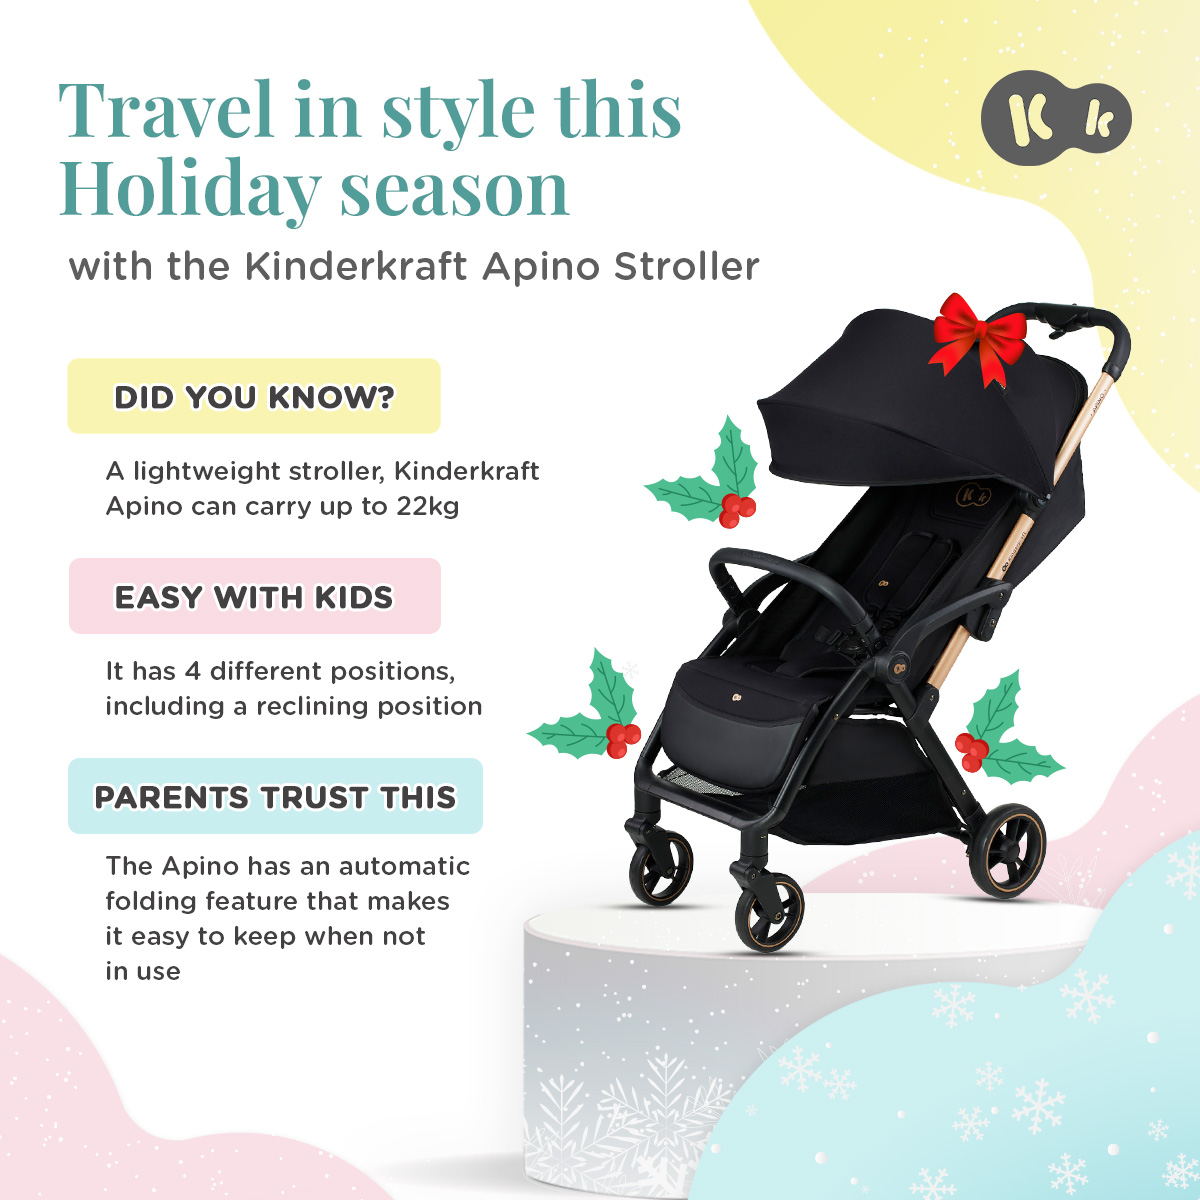 Travel in style this
Holiday season
with the Kinderkraft Apino Stroller
K k
DID YOU KNOW?
A lightweight stroller, Kinderkraft
Apino can carry up to 22kg
EASY WITH KIDS
It has 4 different positions,
including a reclining position
PARENTS TRUST THIS
The Apino has an automatic
folding feature that makes
it easy to keep when not
in use
K k